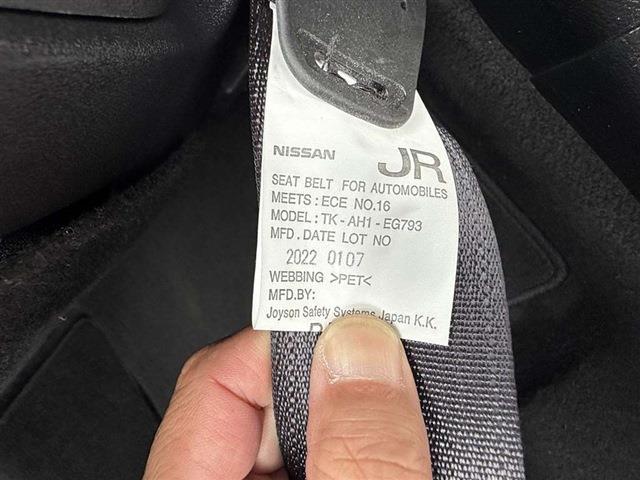 NISSAN JR
SEAT BELT FOR AUTOMOBILES
MEETS : ECE NO.16
MODEL : TK - AH1 - EG793
MFD. DATE LOT NO
2022 0107
WEBBING >PET<
MFD.BY:
Joyson Safety Systems Japan K.K.